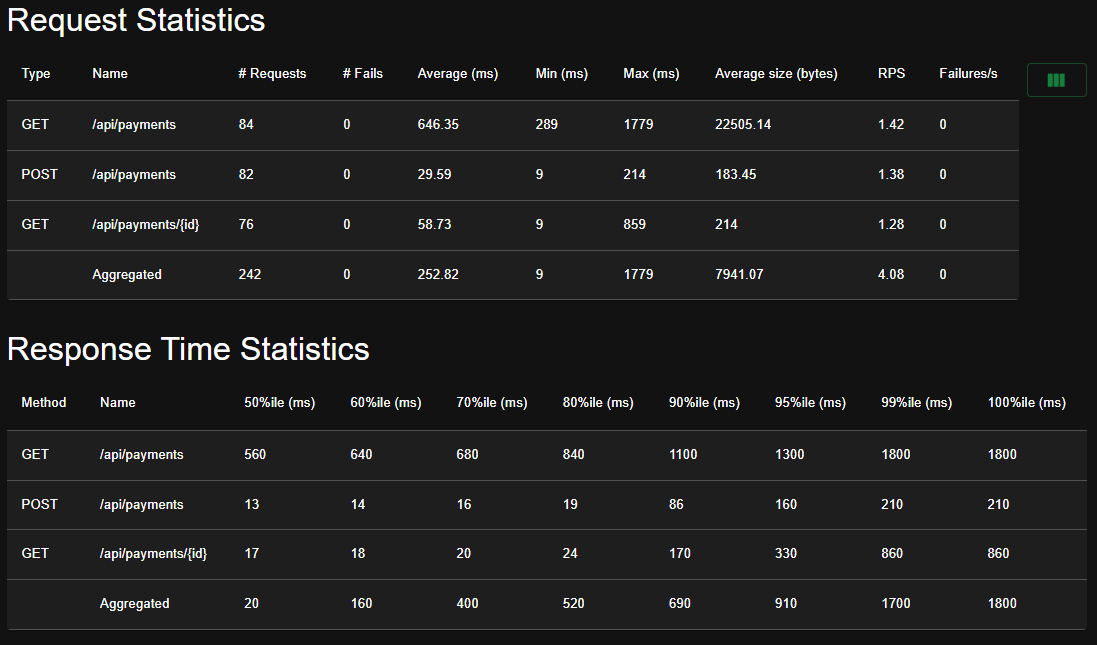 Request Statistics
Type Name # Requests # Fails Average (ms) Min (ms) Max (ms) Average size (bytes) RPS Failures/s
GET /api/payments 84 0 646.35 289 1779 22505.14 1.42 0
POST /api/payments 82 0 29.59 9 214 183.45 1.38 0
GET /api/payments/{id} 76 0 58.73 9 859 214 1.28 0
Aggregated 242 0 252.82 9 1779 7941.07 4.08 0
Response Time Statistics
Method Name 50%ile (ms) 60%ile (ms) 70%ile (ms) 80%ile (ms) 90%ile (ms) 95%ile (ms) 99%ile (ms) 100%ile (ms)
GET /api/payments 560 640 680 840 1100 1300 1800 1800
POST /api/payments 13 14 16 19 86 160 210 210
GET /api/payments/{id} 17 18 20 24 170 330 860 860
Aggregated 20 160 400 520 690 910 1700 1800